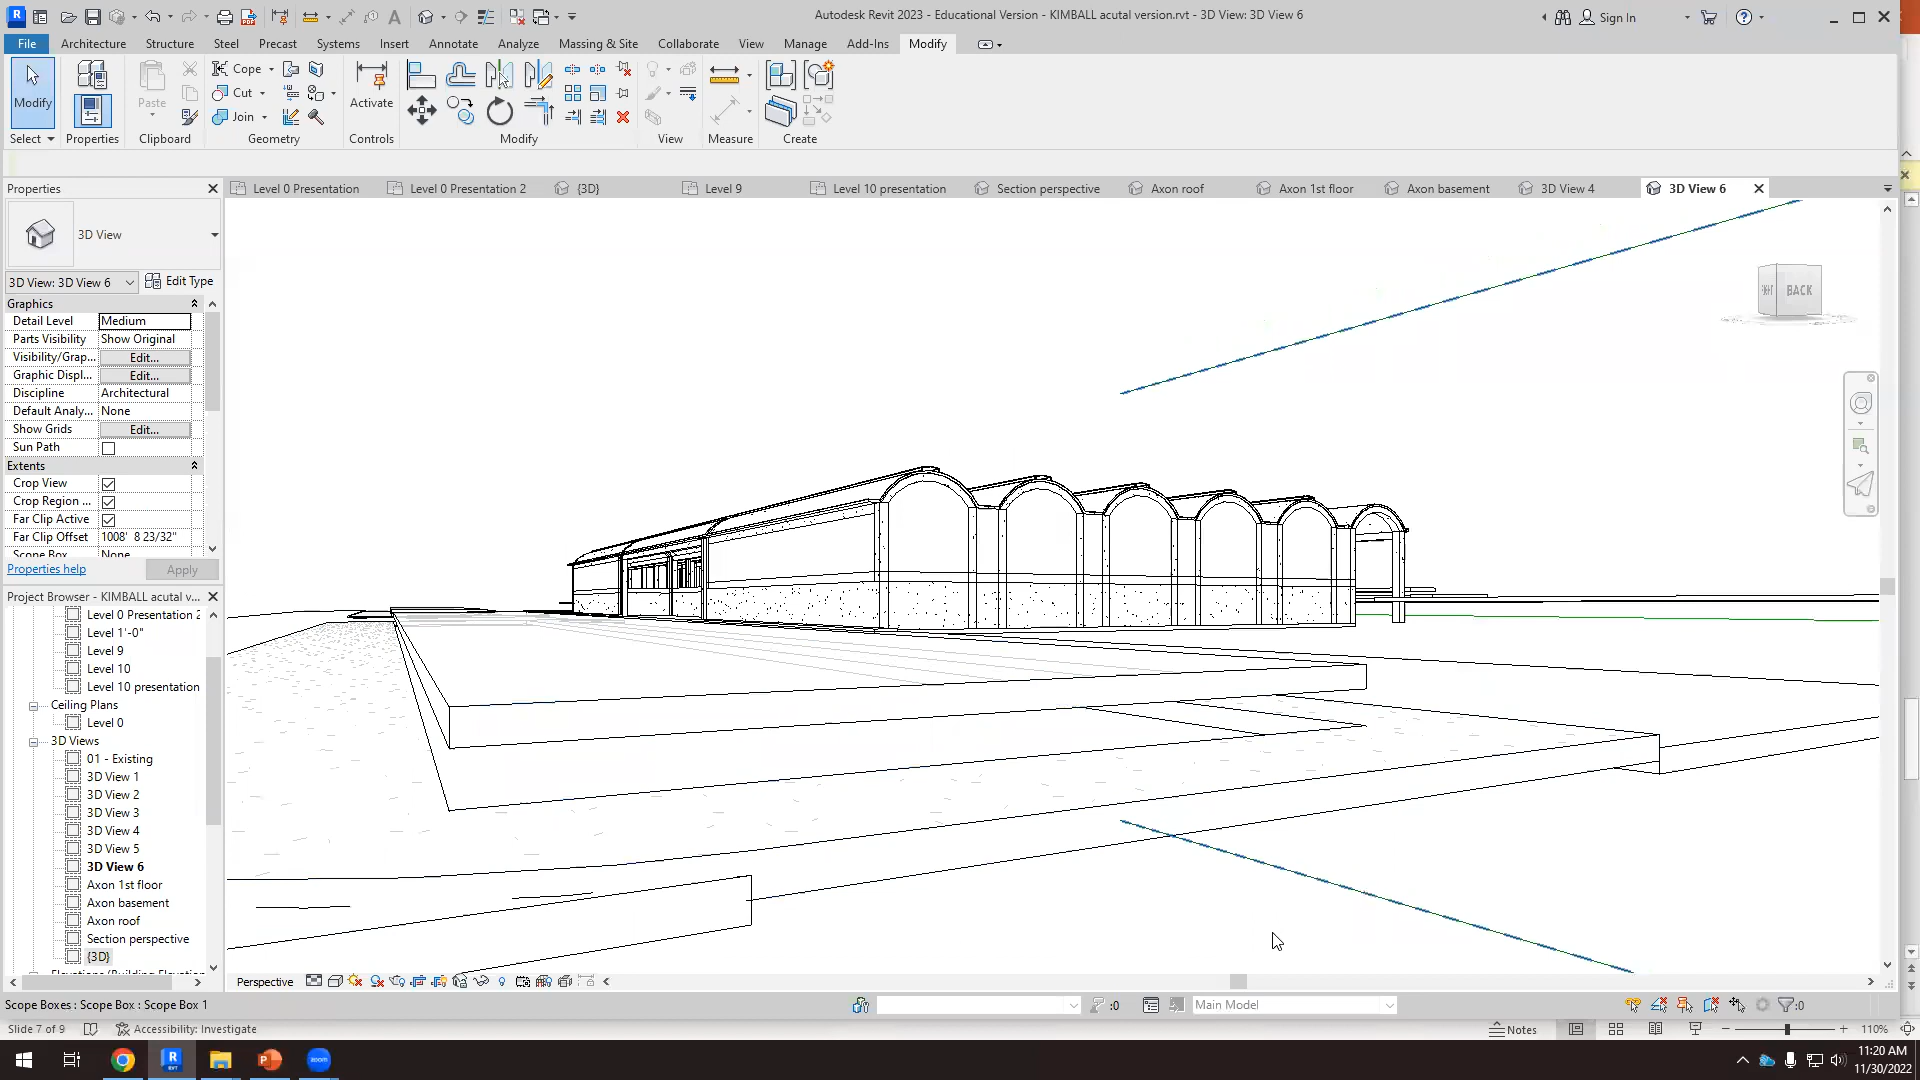 Autodesk Revit 2023 - Educational Version - KIMBALL acutal version.rvt - 3D View: 3D View 6
Sign In
File Architecture Structure Steel Precast Systems Insert Annotate Analyze Massing & Site Collaborate View Manage Add-Ins Modify
Modify Paste Cope Activate
Cut
Join
Select Properties Clipboard Geometry Controls Modify View Measure Create
Properties
Level 0 Presentation Level 0 Presentation 2 {3D} Level 9 Level 10 presentation Section perspective Axon roof Axon 1st floor Axon basement 3D View 4 3D View 6
3D View
3D View: 3D View 6 Edit Type
Graphics
Detail Level Medium
Parts Visibility Show Original
Visibility/Grap... Edit...
Graphic Displ... Edit...
Discipline Architectural
Default Analy... None
Show Grids Edit...
Sun Path
Extents
Crop View
Crop Region ...
Far Clip Active
Far Clip Offset 1008' 8 23/32"
Scope Box None
Properties help Apply
BACK
Project Browser - KIMBALL acutal v...
Level 0 Presentation 2
Level 1'-0"
Level 9
Level 10
Level 10 presentation
Ceiling Plans
Level 0
3D Views
01 - Existing
3D View 1
3D View 2
3D View 3
3D View 4
3D View 5
3D View 6
Axon 1st floor
Axon basement
Axon roof
Section perspective
{3D}
Elevations (Building Elevation
Perspective
Scope Boxes : Scope Box : Scope Box 1
:0
Main Model
:0
Slide 7 of 9 Accessibility: Investigate
Notes
110%
11:20 AM
11/30/2022